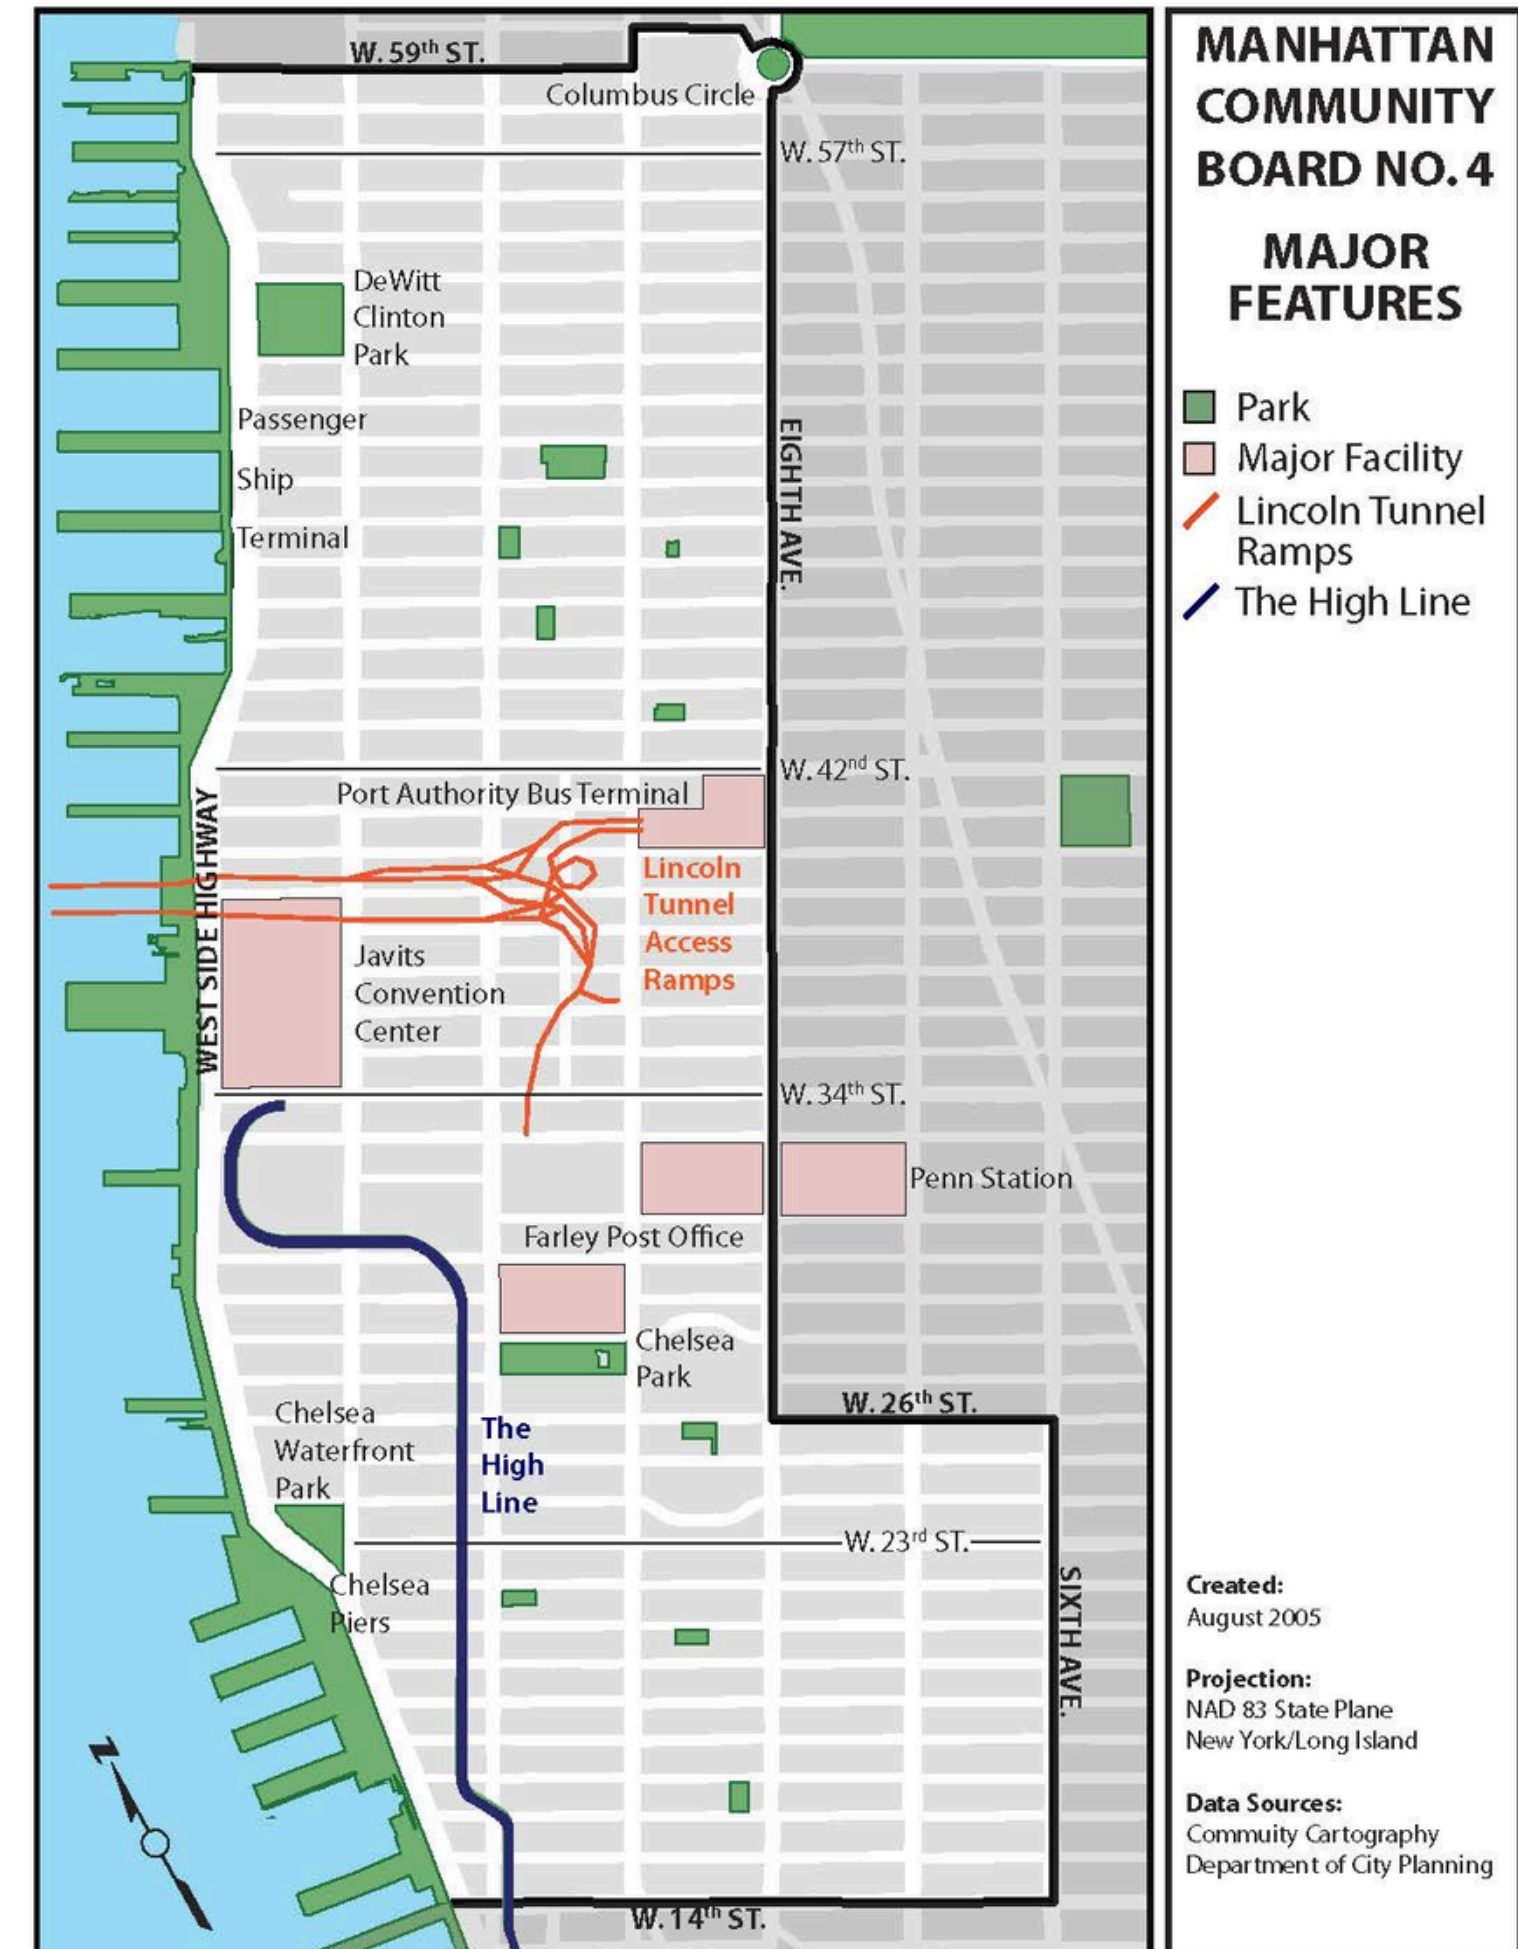 MANHATTAN
COMMUNITY
BOARD NO. 4
MAJOR
FEATURES
Park
Major Facility
Lincoln Tunnel
Ramps
The High Line
W. 59th ST.
Columbus Circle
W. 57th ST.
DeWitt
Clinton
Park
Passenger
Ship
Terminal
EIGHTH AVE.
W. 42nd ST.
Port Authority Bus Terminal
WEST SIDE HIGHWAY
Lincoln
Tunnel
Access
Ramps
Javits
Convention
Center
W. 34th ST.
Penn Station
Farley Post Office
Chelsea
Park
W. 26th ST.
Chelsea
Waterfront
Park
The
High
Line
W. 23rd ST.
Chelsea
Piers
SIXTH AVE.
N
W. 14th ST.
Created:
August 2005
Projection:
NAD 83 State Plane
New York/Long Island
Data Sources:
Commuity Cartography
Department of City Planning